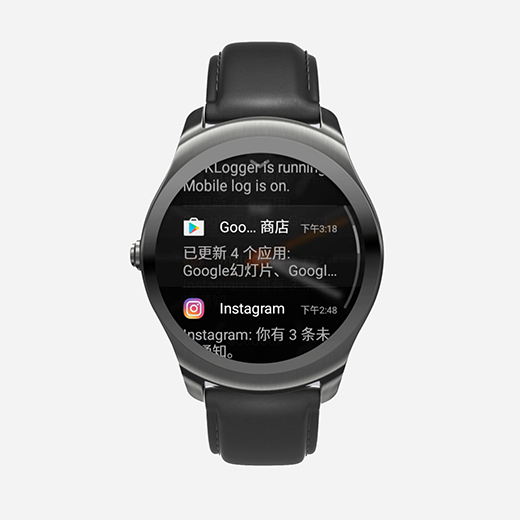 KLogger is running
Mobile log is on.
Goo... 商店 下午3:18
已更新 4 个应用:
Google幻灯片、Googl...
Instagram 下午2:48
Instagram: 你有 3 条未
通知。